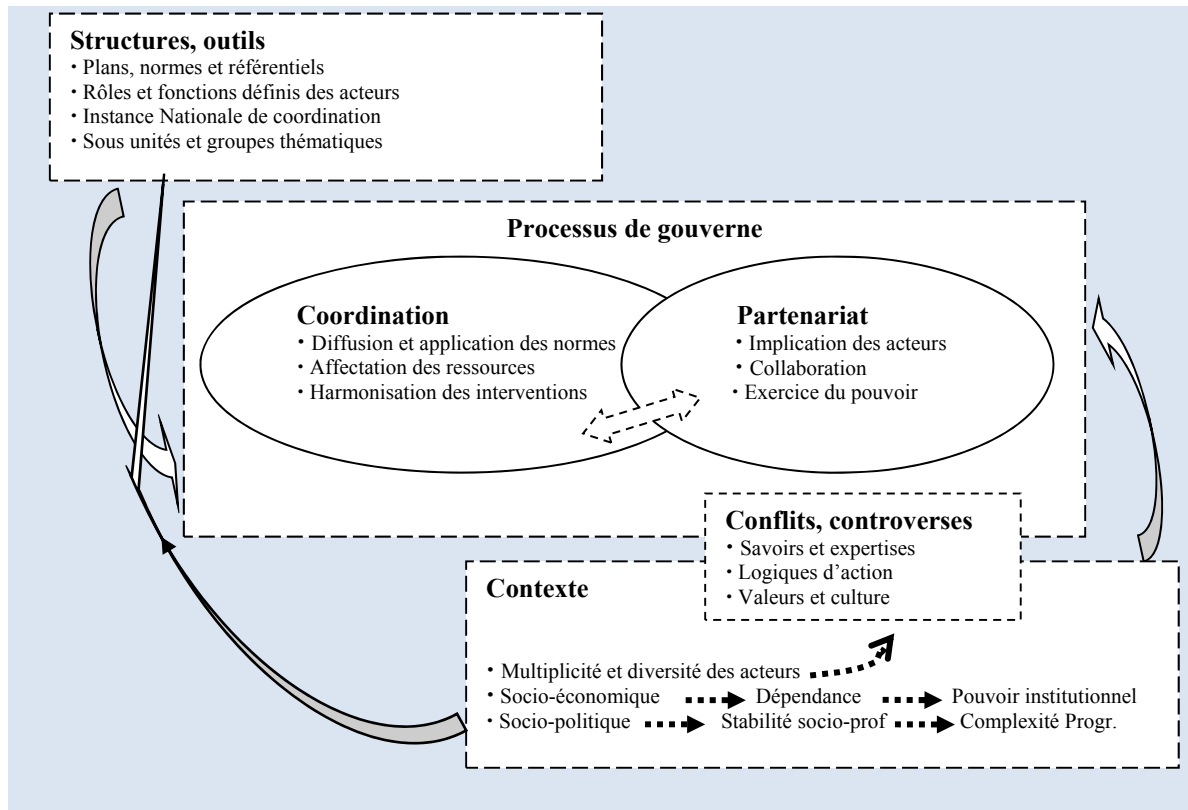 Structures, outils
· Plans, normes et référentiels
· Rôles et fonctions définis des acteurs
· Instance Nationale de coordination
· Sous unités et groupes thématiques
Processus de gouverne
Coordination
· Diffusion et application des normes
· Affectation des ressources
· Harmonisation des interventions
Partenariat
· Implication des acteurs
· Collaboration
· Exercice du pouvoir
Conflits, controverses
· Savoirs et expertises
· Logiques d’action
· Valeurs et culture
Contexte
· Multiplicité et diversité des acteurs
· Socio-économique Dépendance Pouvoir institutionnel
· Socio-politique Stabilité socio-prof Complexité Progr.